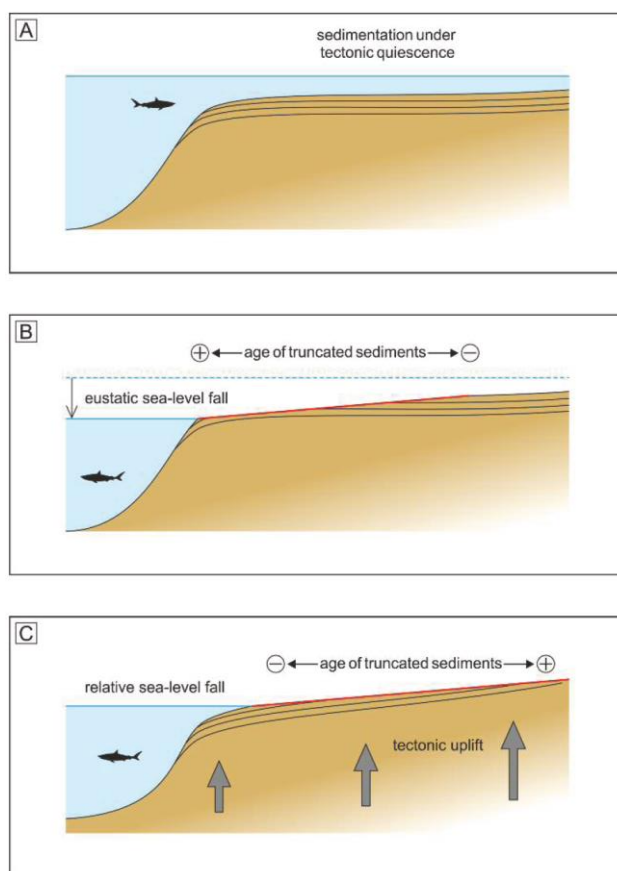 A
sedimentation under
tectonic quiescence
B
+ age of truncated sediments −
eustatic sea-level fall
C
− age of truncated sediments +
relative sea-level fall
tectonic uplift